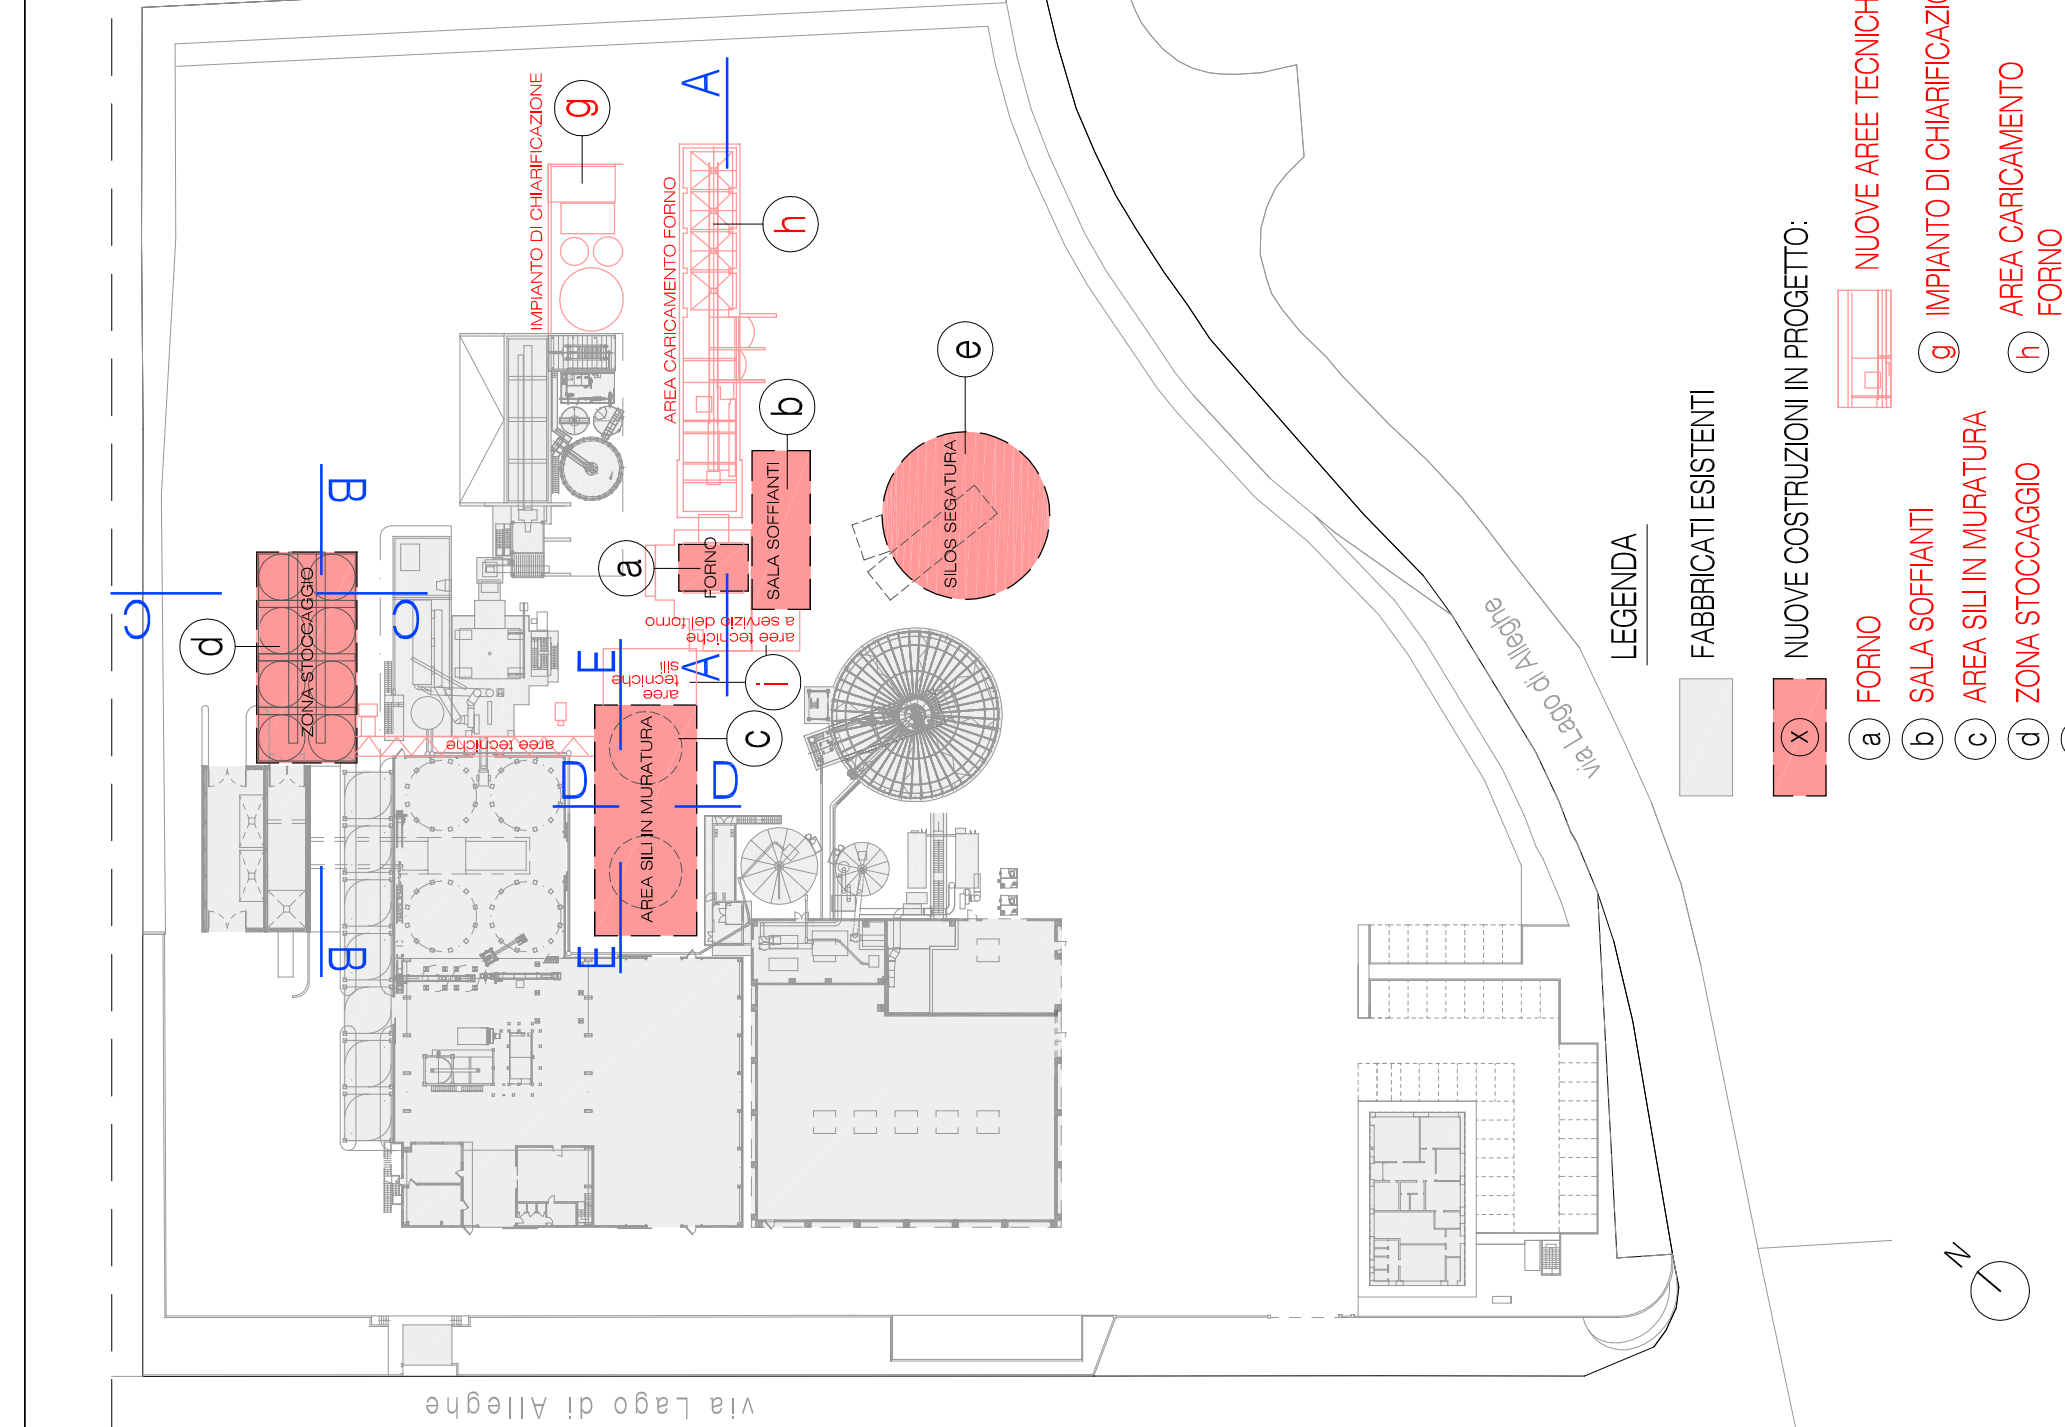 IMPIANTO DI CHIARIFICAZIONE
g
A
AREA CARICAMENTO FORNO
h
b
e
B
a
FORNO
SALA SOFFIANTI
SILOS SEGATURA
C
C
d
ZONA STOCCAGGIO
aree tecniche
a servizio del forno
E
A
aree
tecniche
sili
i
aree tecniche
c
AREA SILI IN MURATURA
D
D
B
E
via Lago di Alleghe
via Lago di Alleghe
N
LEGENDA
FABBRICATI ESISTENTI
NUOVE COSTRUZIONI IN PROGETTO:
x
a FORNO
b SALA SOFFIANTI
c AREA SILI IN MURATURA
d ZONA STOCCAGGIO
NUOVE AREE TECNICH
g IMPIANTO DI CHIARIFICAZIO
h AREA CARICAMENTO
FORNO